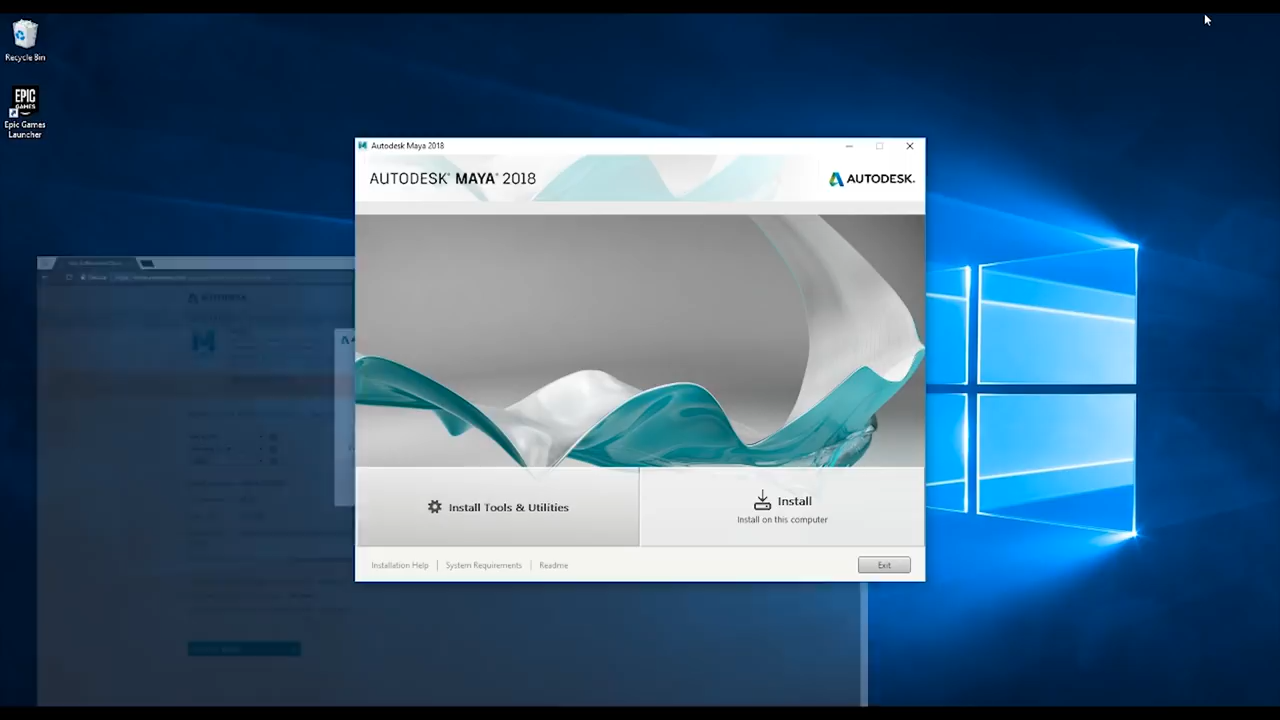 Recycle Bin
EPIC
GAMES
Epic Games
Launcher
Autodesk Maya 2018
AUTODESK® MAYA® 2018
AUTODESK.
Install Tools & Utilities
Install
Install on this computer
Installation Help
System Requirements
Readme
Exit